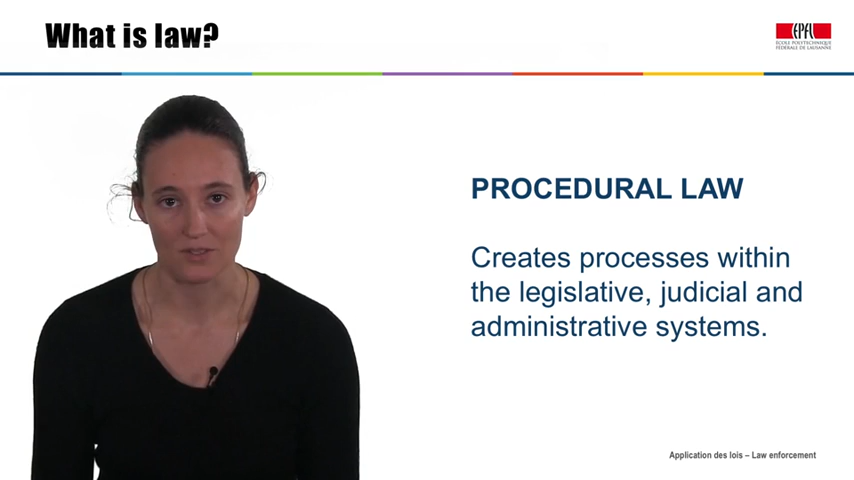 What is law?
EPFL
ÉCOLE POLYTECHNIQUE
FÉDÉRALE DE LAUSANNE
PROCEDURAL LAW
Creates processes within
the legislative, judicial and
administrative systems.
Application des lois – Law enforcement